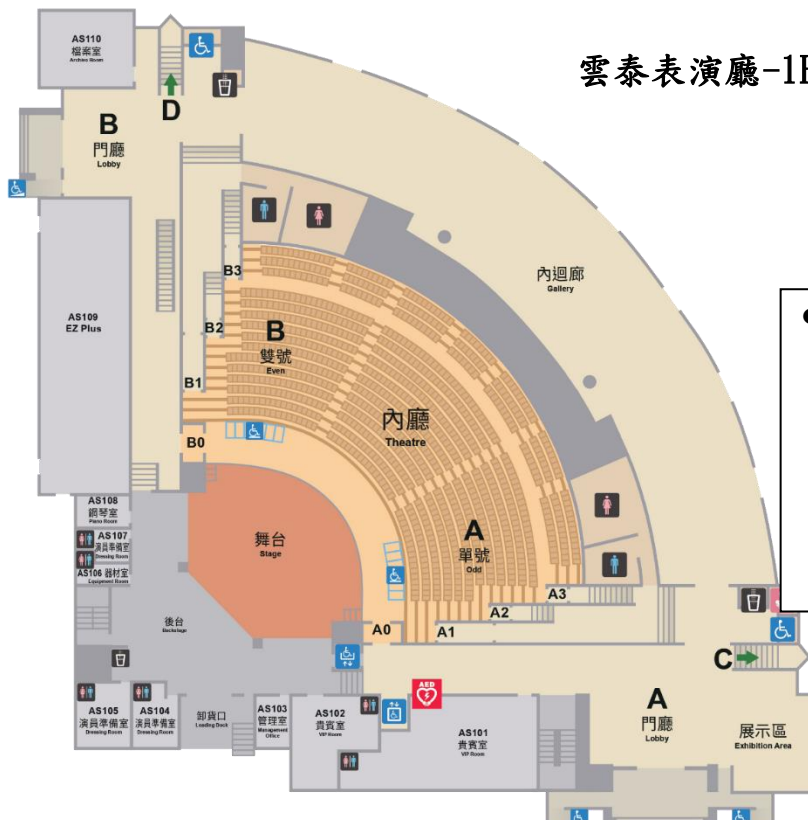 雲泰表演廳-1F
AS110
檔案室
Archive Room
D
B
門廳
Lobby
AS109
EZ Plus
B3
B2
B1
B0
B
雙號
Even
內廳
Theatre
內迴廊
Gallery
A
單號
Odd
A3
A2
A1
A0
舞台
Stage
AS108
鋼琴室
Piano Room
AS107
演員準備室
Dressing Room
AS106 器材室
Equipment Room
後台
Backstage
AS105
演員準備室
Dressing Room
AS104
演員準備室
Dressing Room
卸貨口
Loading Dock
AS103
管理室
Management
Office
AS102
貴賓室
VIP Room
AED
AS101
貴賓室
VIP Room
C
A
門廳
Lobby
展示區
Exhibition Area